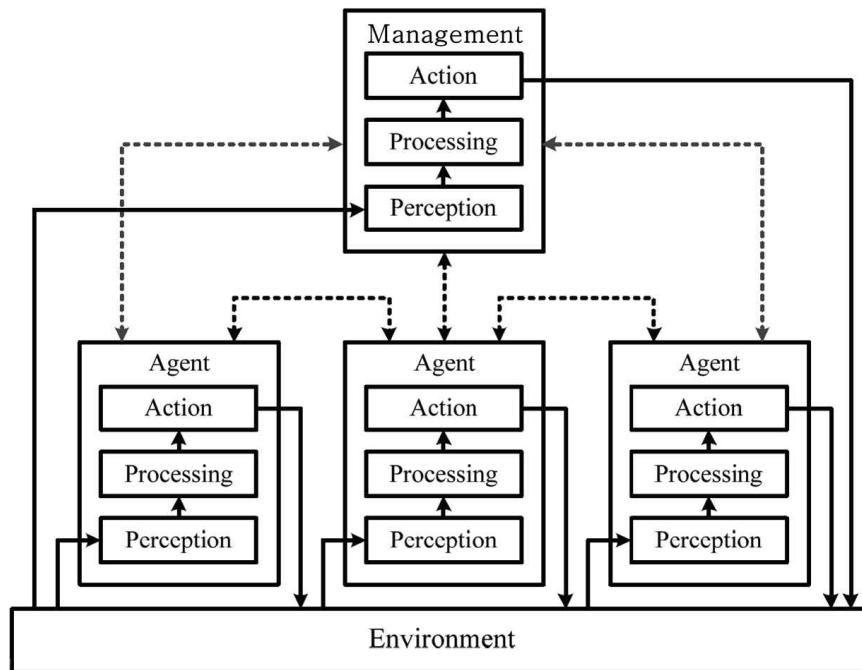 Management
Action
Processing
Perception
Agent Agent Agent
Action Action Action
Processing Processing Processing
Perception Perception Perception
Environment